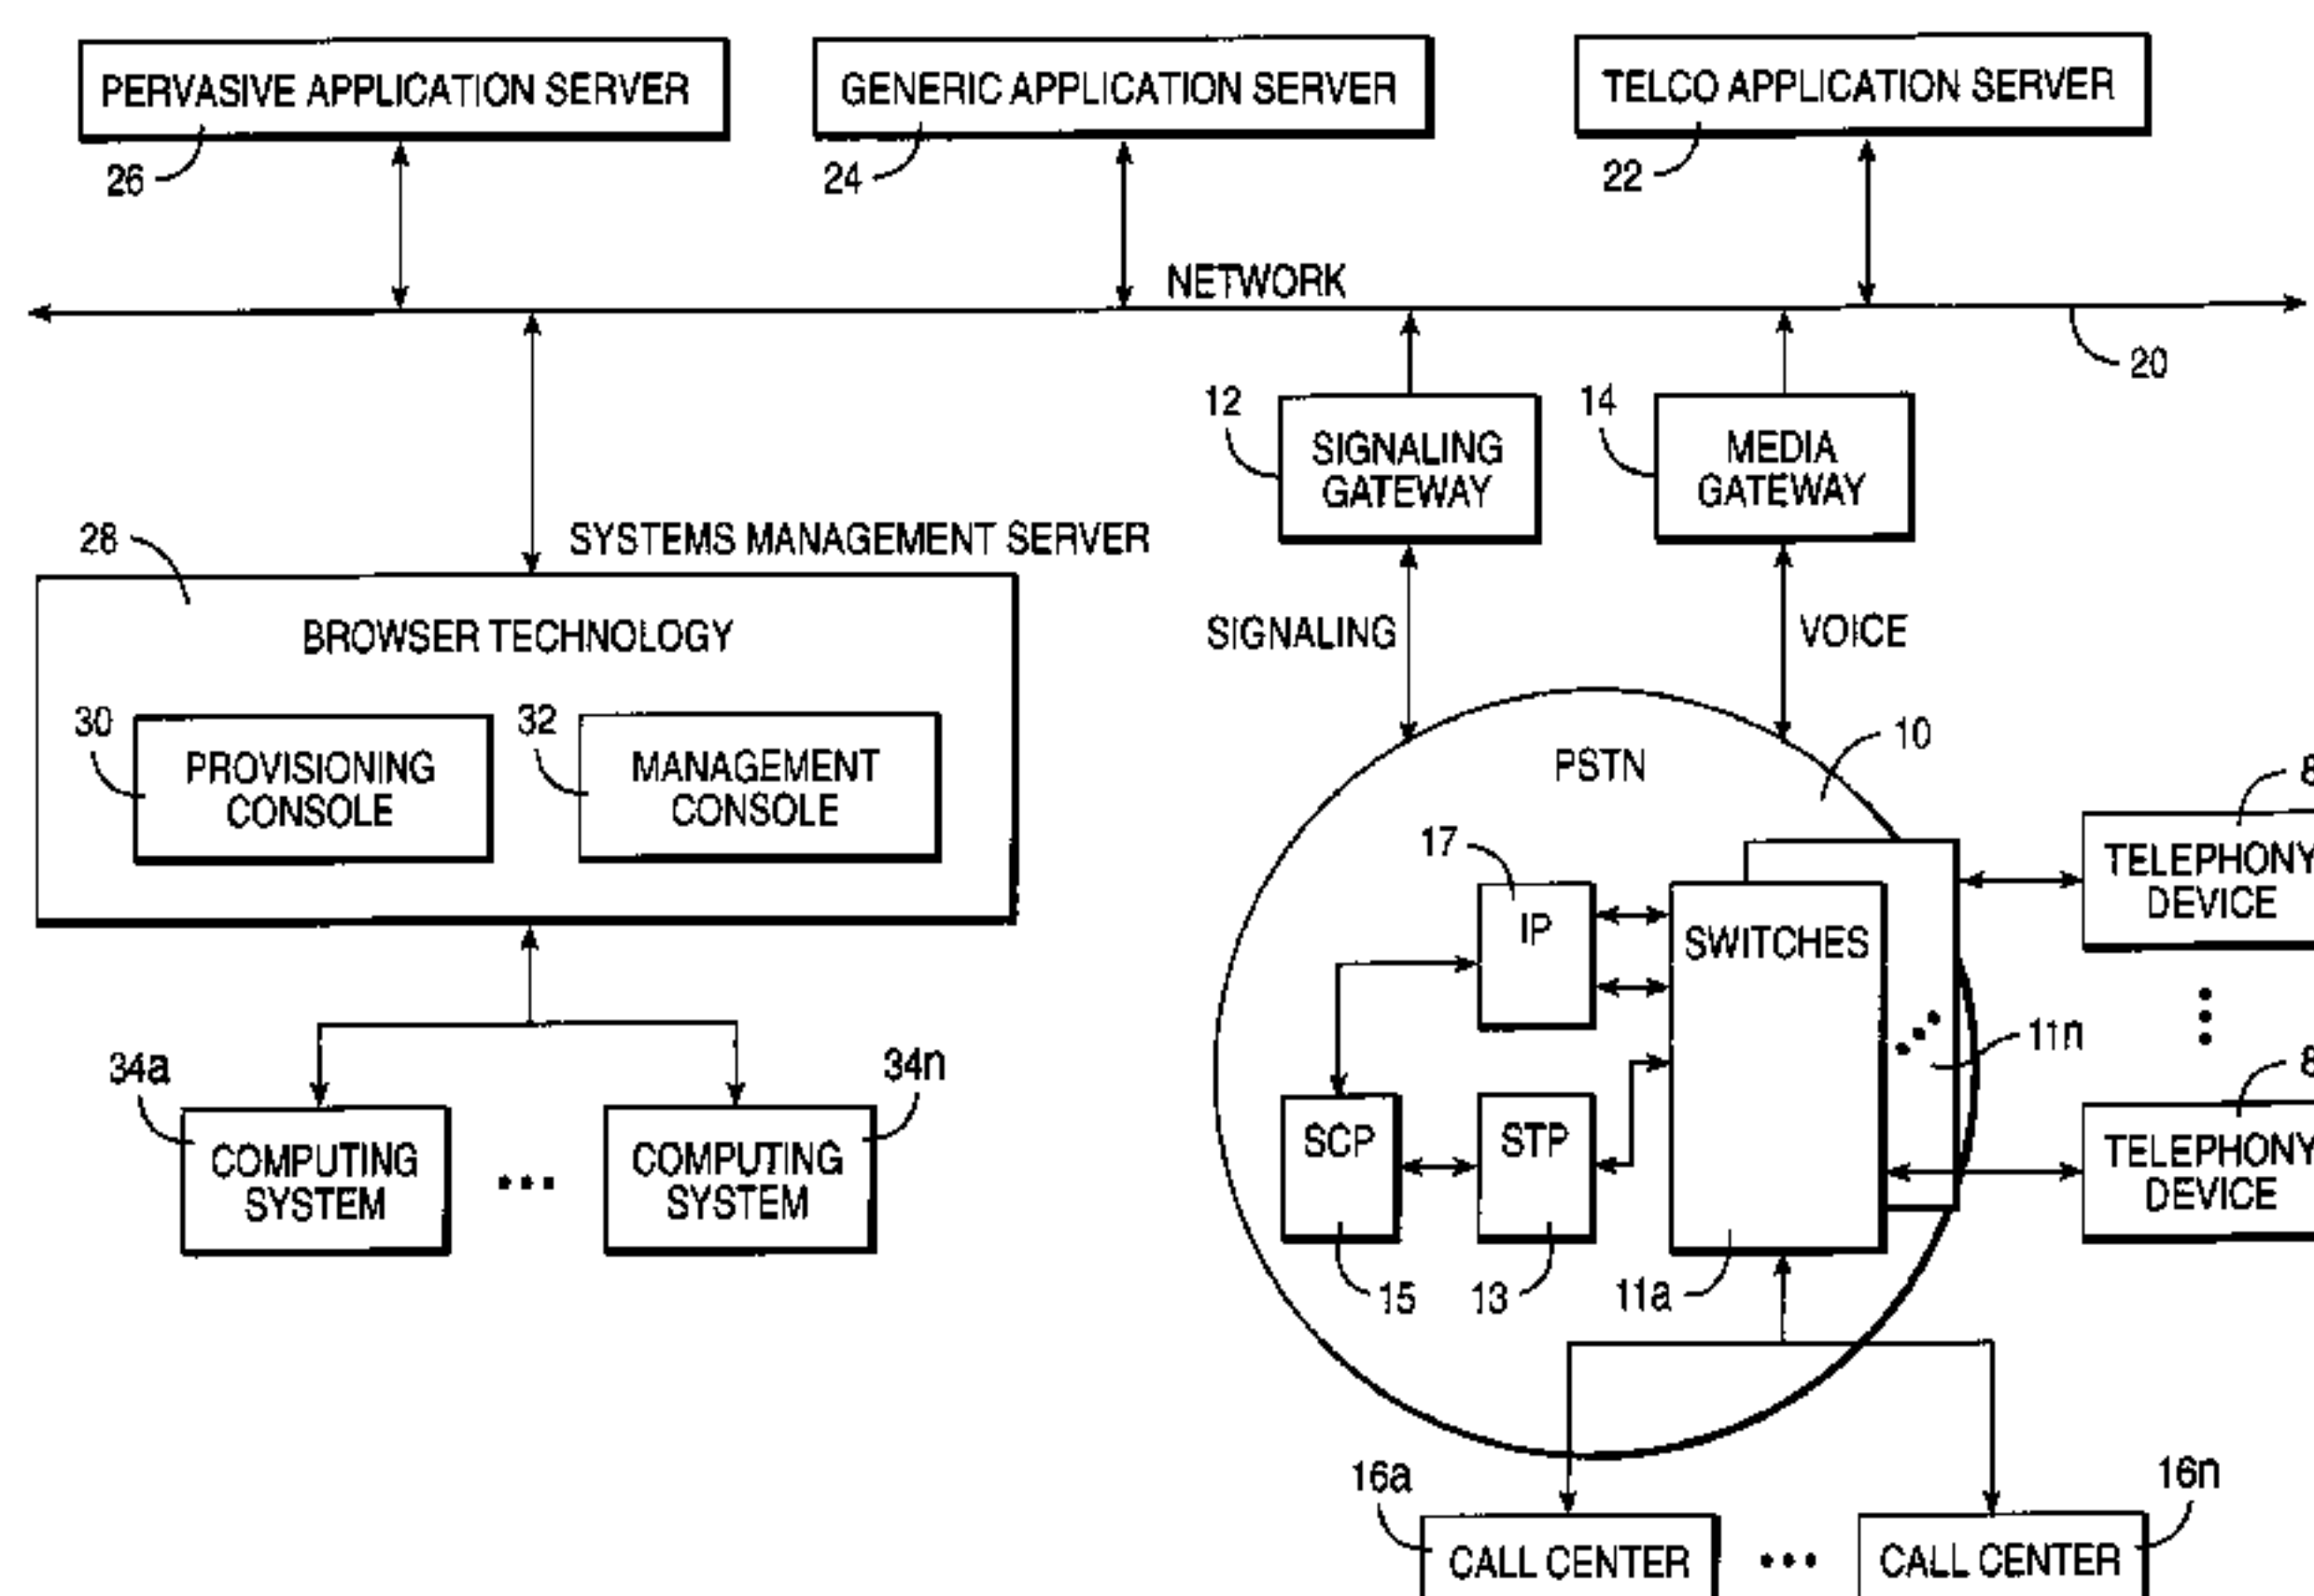 PERVASIVE APPLICATION SERVER
GENERIC APPLICATION SERVER
TELCO APPLICATION SERVER
26
24
22
NETWORK
20
12
SIGNALING
GATEWAY
14
MEDIA
GATEWAY
28
SYSTEMS MANAGEMENT SERVER
BROWSER TECHNOLOGY
30
PROVISIONING
CONSOLE
32
MANAGEMENT
CONSOLE
SIGNALING
VOICE
10
PSTN
17
IP
SWITCHES
8
TELEPHONY
DEVICE
11n
34a
COMPUTING
SYSTEM
34n
COMPUTING
SYSTEM
SCP
STP
8
TELEPHONY
DEVICE
15
13
11a
16a
CALL CENTER
16n
CALL CENTER